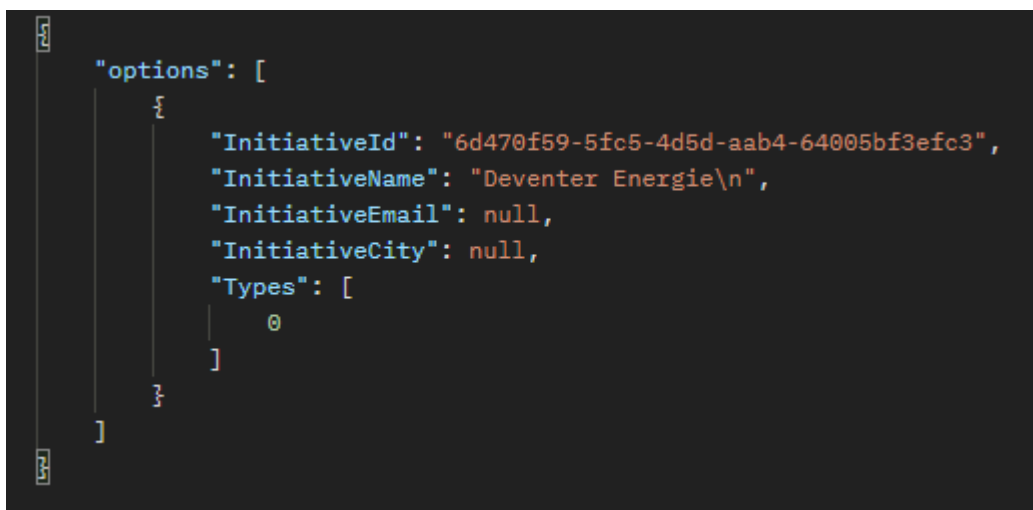 {
"options": [
{
"InitiativeId": "6d470f59-5fc5-4d5d-aab4-64005bf3efc3",
"InitiativeName": "Deventer Energie\n",
"InitiativeEmail": null,
"InitiativeCity": null,
"Types": [
0
]
}
]
}